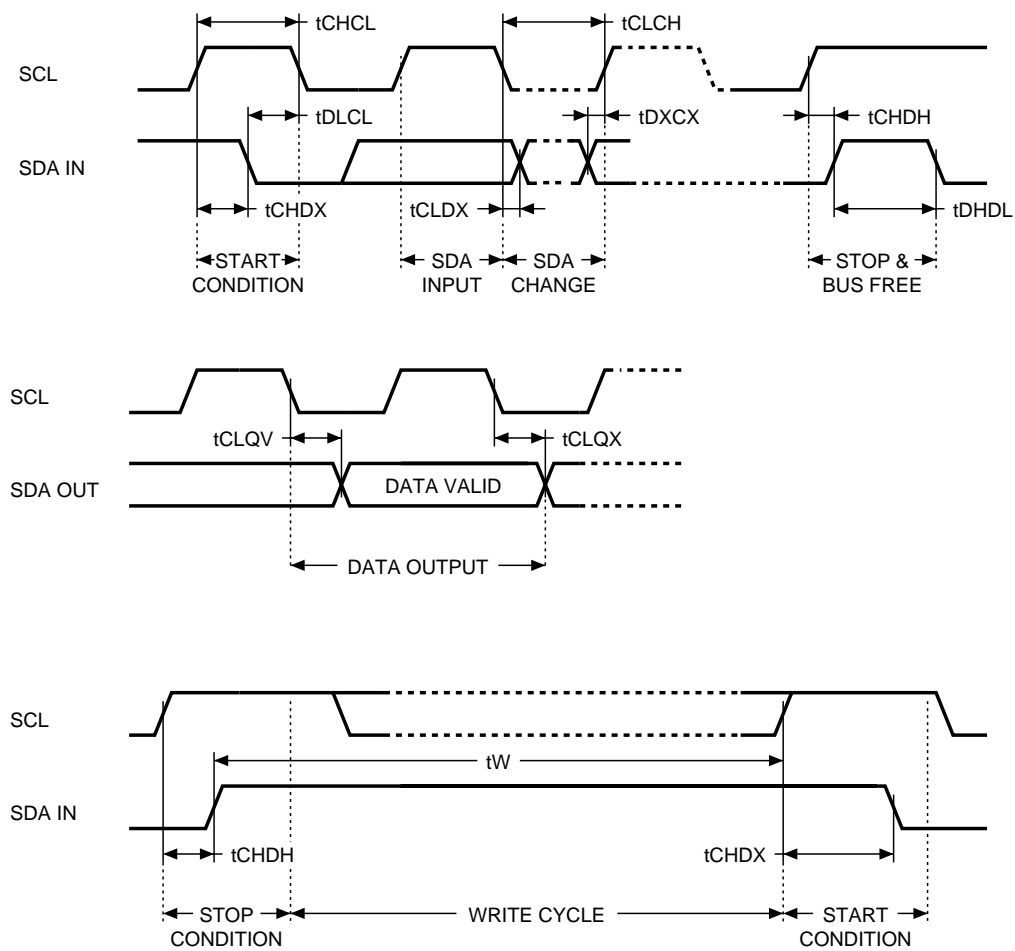 tCHCL
tCLCH
SCL
tDLCL
tDXCX
tCHDH
SDA IN
tCHDX
tCLDX
tDHDL
START
CONDITION
SDA
INPUT
SDA
CHANGE
STOP &
BUS FREE
SCL
tCLQV
tCLQX
SDA OUT
DATA VALID
DATA OUTPUT
SCL
tW
SDA IN
tCHDH
tCHDX
STOP
CONDITION
WRITE CYCLE
START
CONDITION